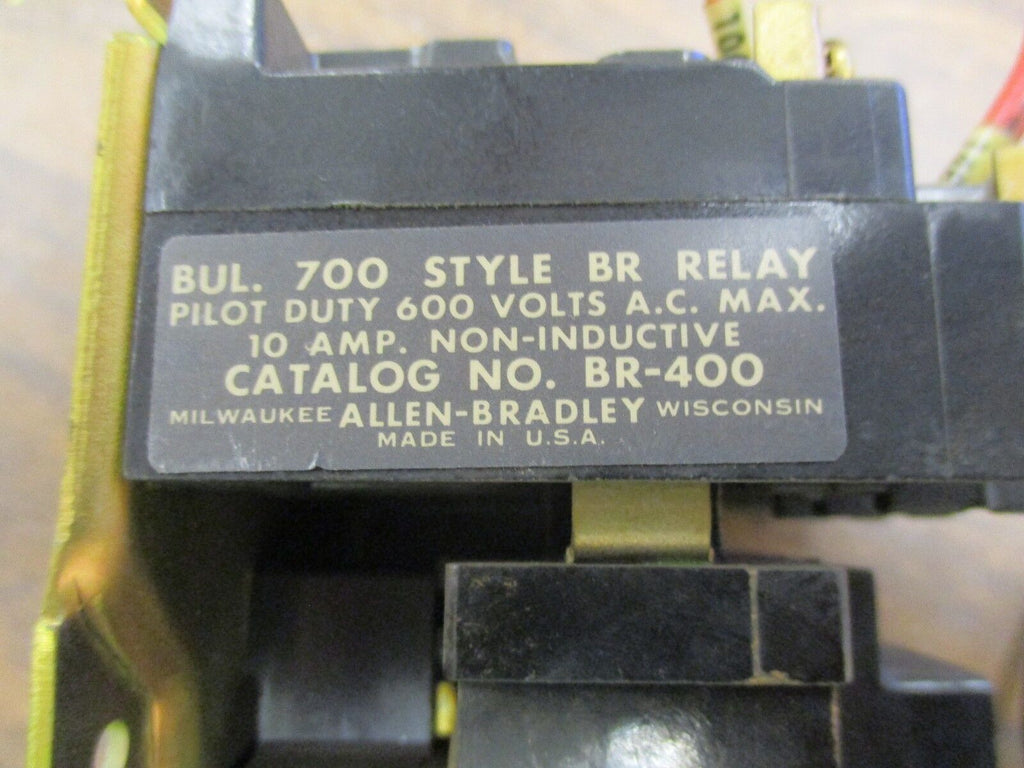 BUL. 700 STYLE BR RELAY
PILOT DUTY 600 VOLTS A.C. MAX.
10 AMP. NON-INDUCTIVE
CATALOG NO. BR-400
MILWAUKEE ALLEN-BRADLEY WISCONSIN
MADE IN U.S.A.